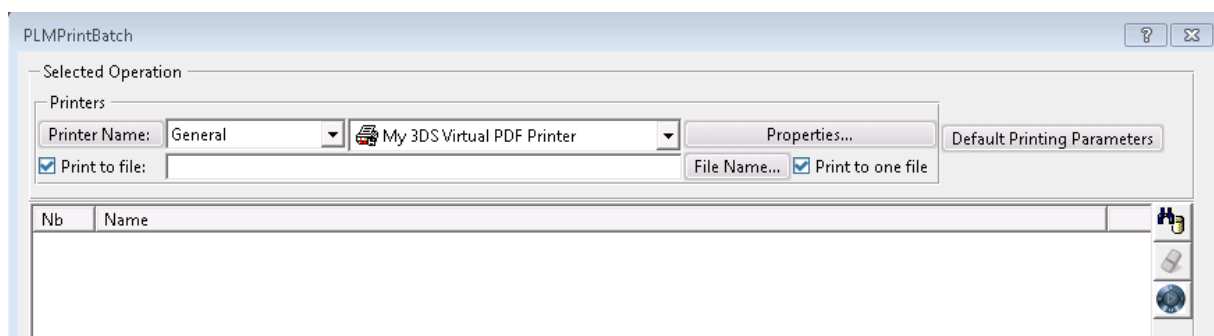 PLMPrintBatch
Selected Operation
Printers
Printer Name: General My 3DS Virtual PDF Printer Properties... Default Printing Parameters
Print to file: File Name... Print to one file
Nb Name